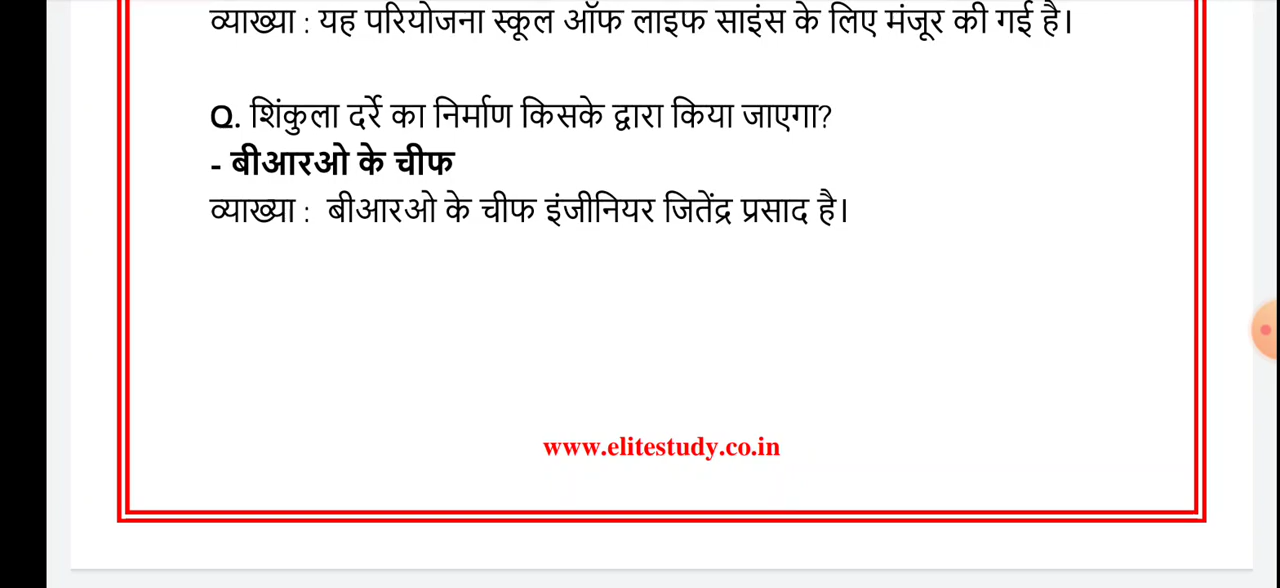 व्याख्या : यह परियोजना स्कूल ऑफ लाइफ साइंस के लिए मंजूर की गई है।
Q. शिंकुला दर्रे का निर्माण किसके द्वारा किया जाएगा?
- बीआरओ के चीफ
व्याख्या :  बीआरओ के चीफ इंजीनियर जितेंद्र प्रसाद है।
www.elitestudy.co.in